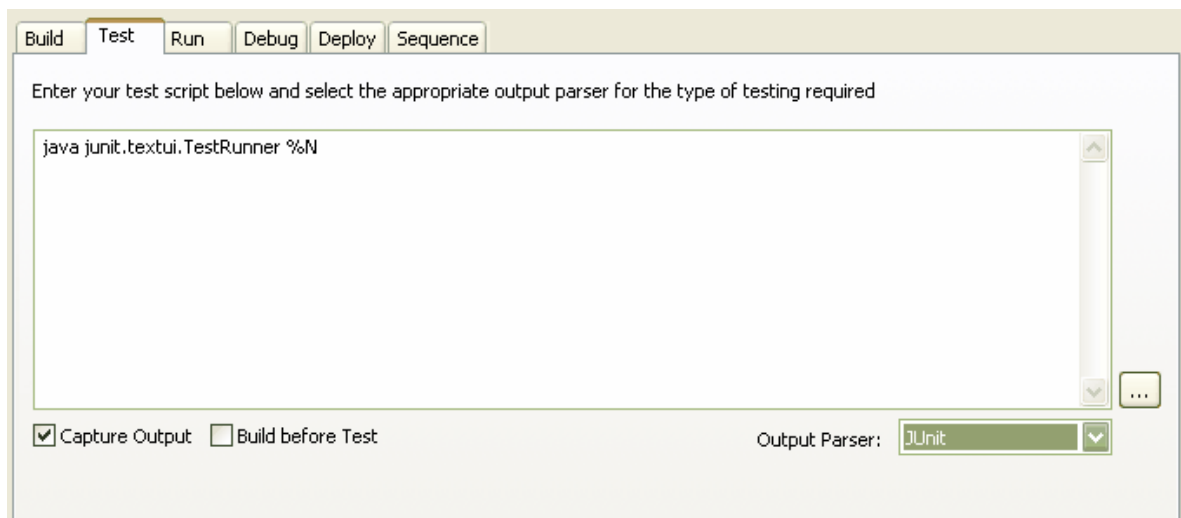 Build Test Run Debug Deploy Sequence
Enter your test script below and select the appropriate output parser for the type of testing required
java junit.textui.TestRunner %N
...
Capture Output Build before Test Output Parser: JUnit